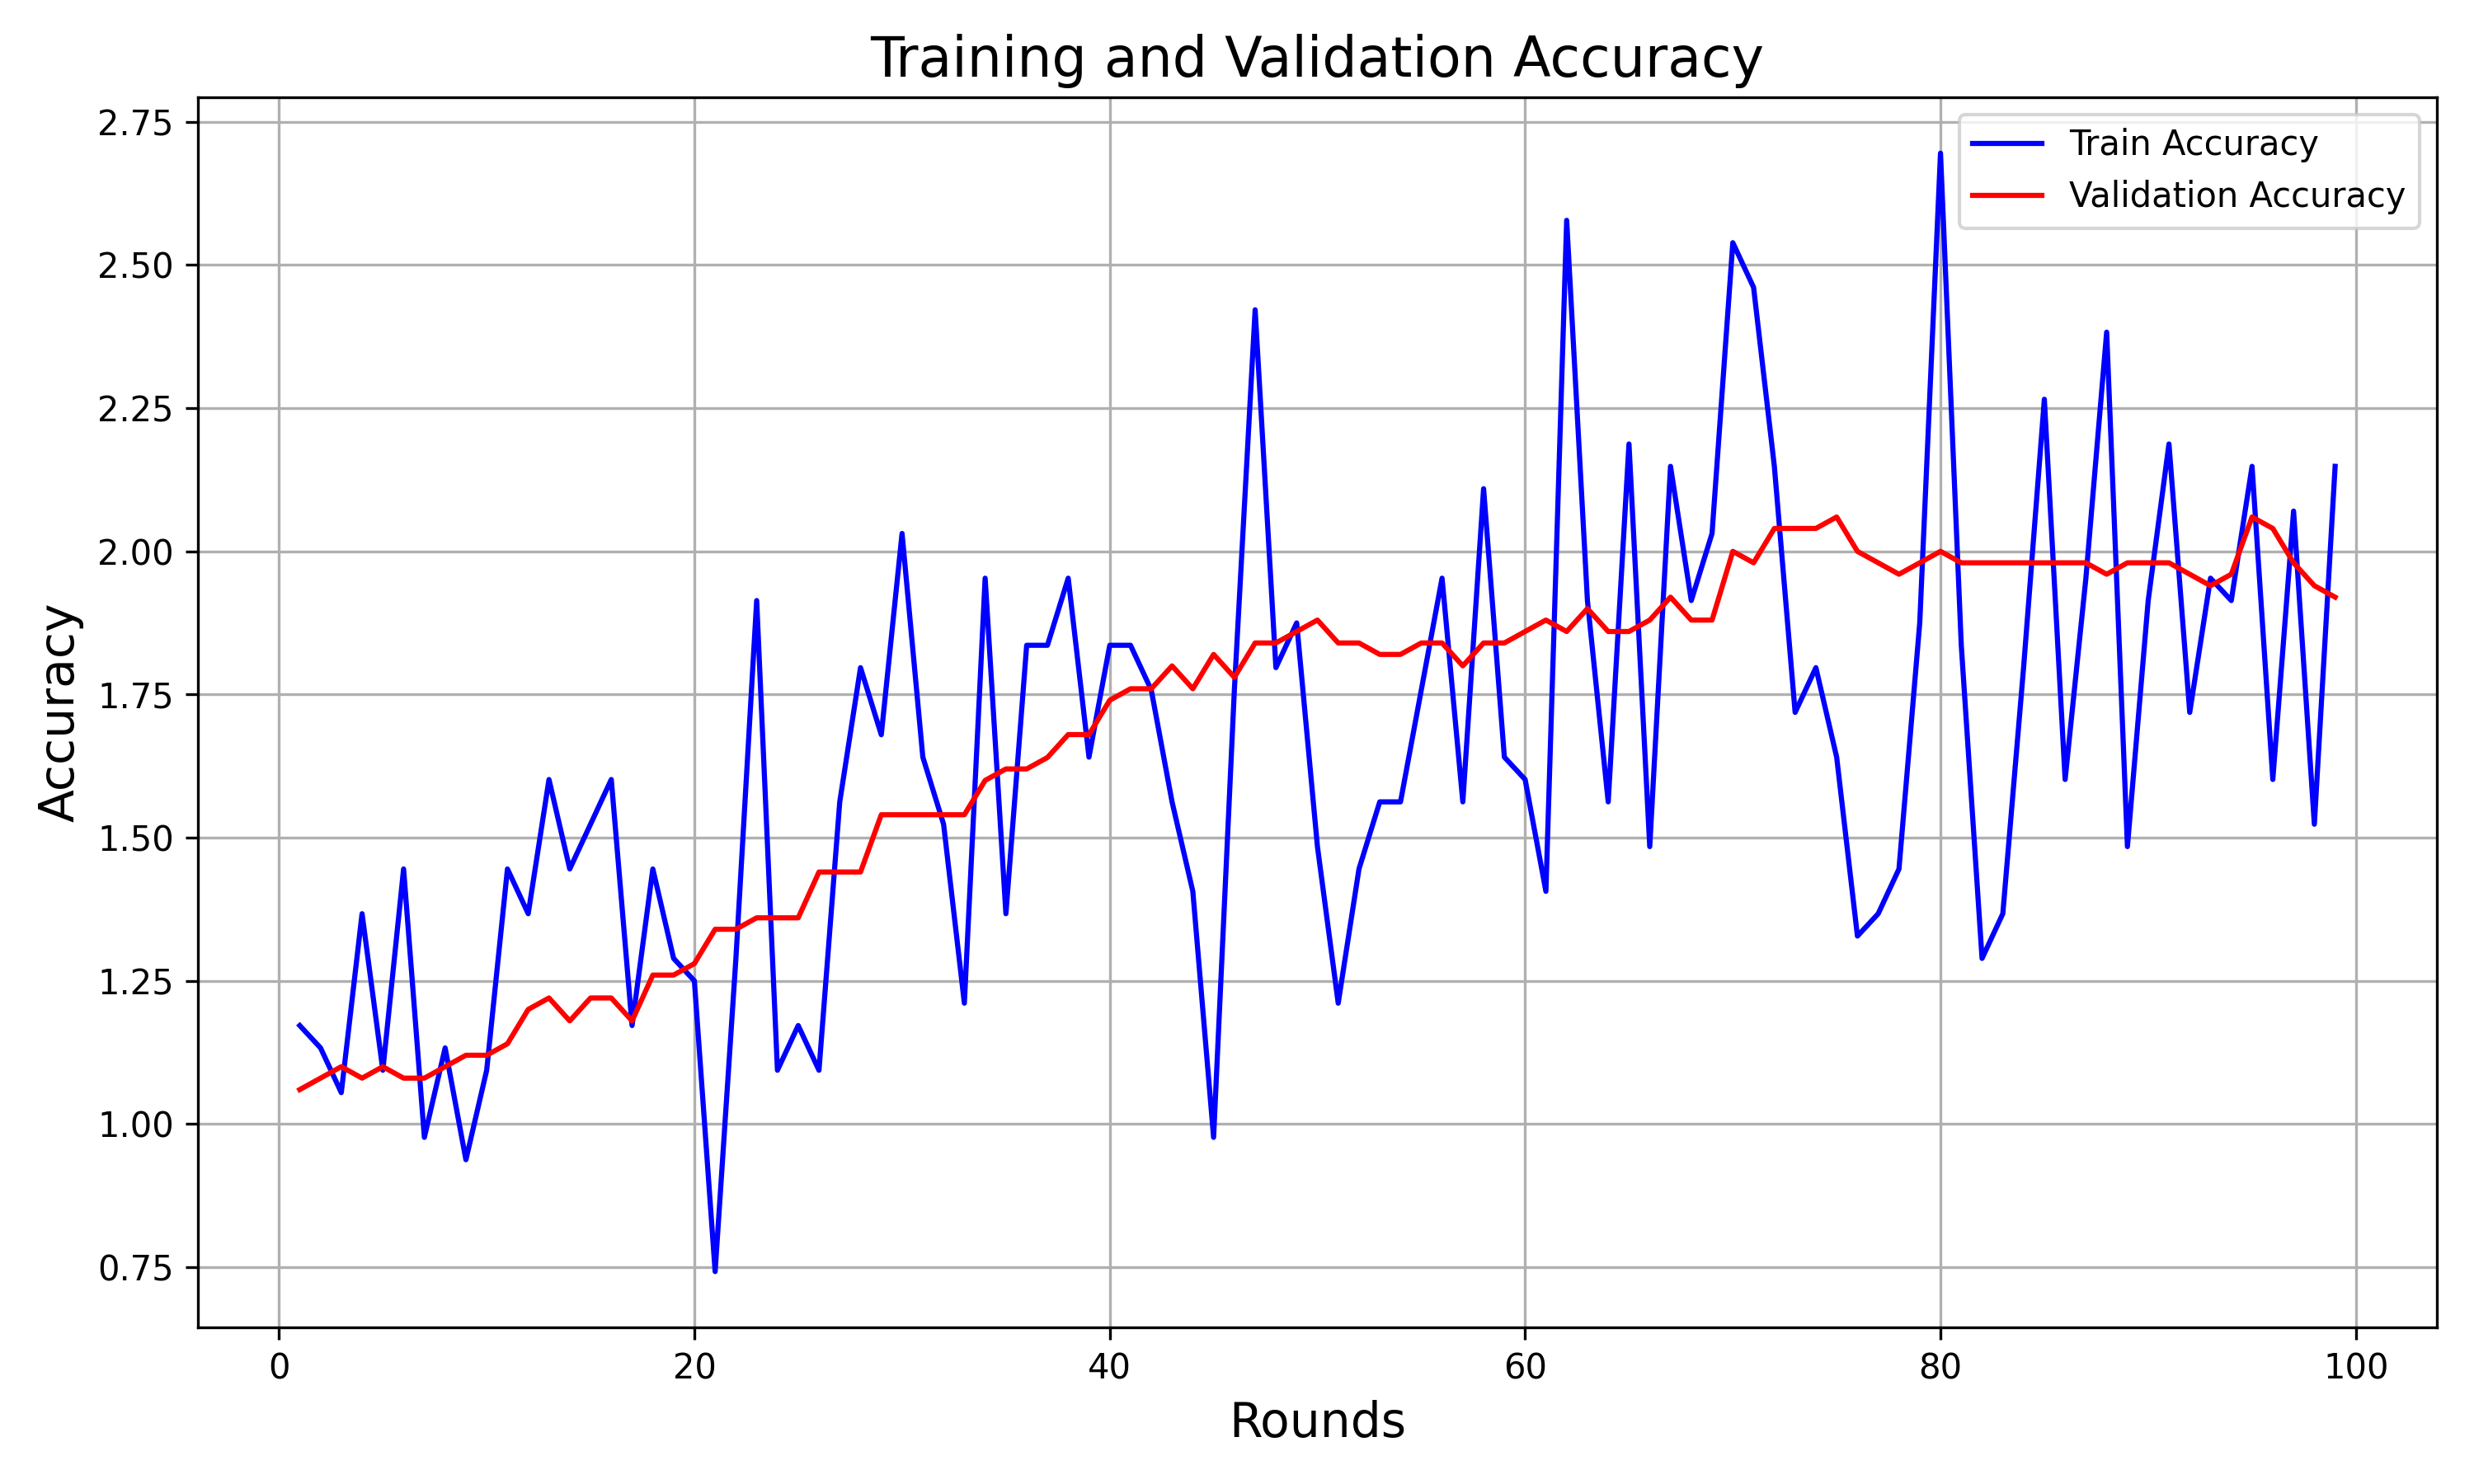 Training and Validation Accuracy
Train Accuracy
Validation Accuracy
Accuracy
2.75
2.50
2.25
2.00
1.75
1.50
1.25
1.00
0.75
0 20 40 60 80 100
Rounds